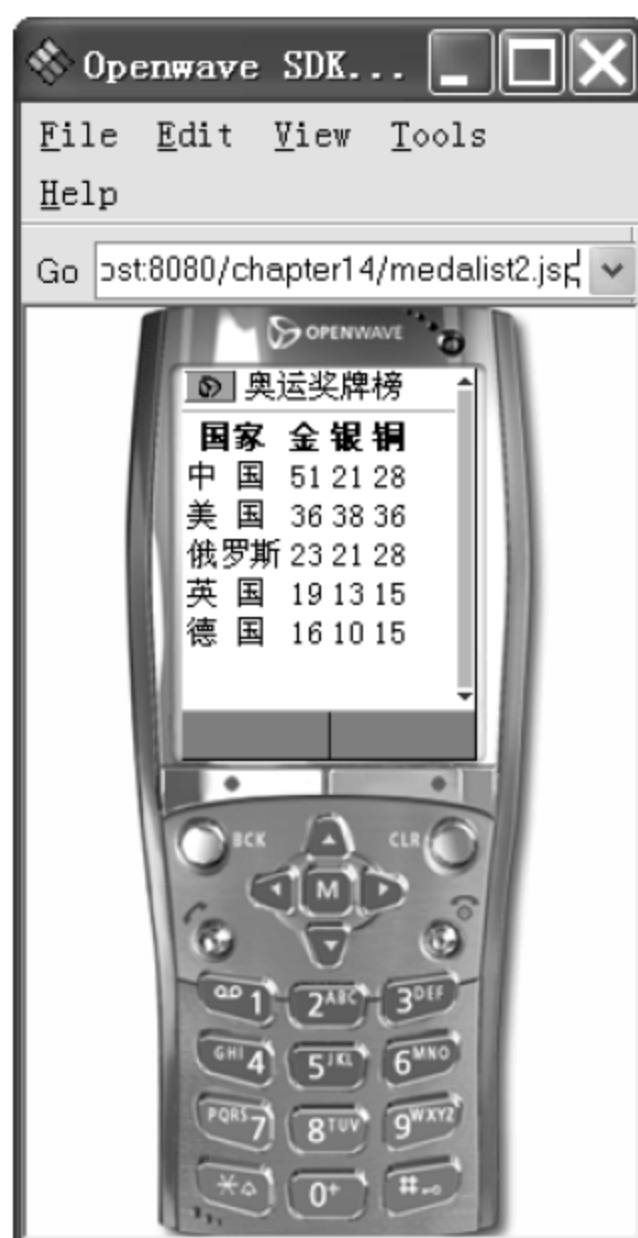 Openwave SDK...
File Edit View Tools
Help
Go ost:8080/chapter14/medalist2.jsp
OPENWAVE
奥运奖牌榜
国家 金 银 铜
中 国 51 21 28
美 国 36 38 36
俄罗斯 23 21 28
英 国 19 13 15
德 国 16 10 15
BCK CLR
M
1 2ABC 3DEF
GHI4 5JKL 6MNO
PQRS7 8TUV 9WXYZ
* 0+ #